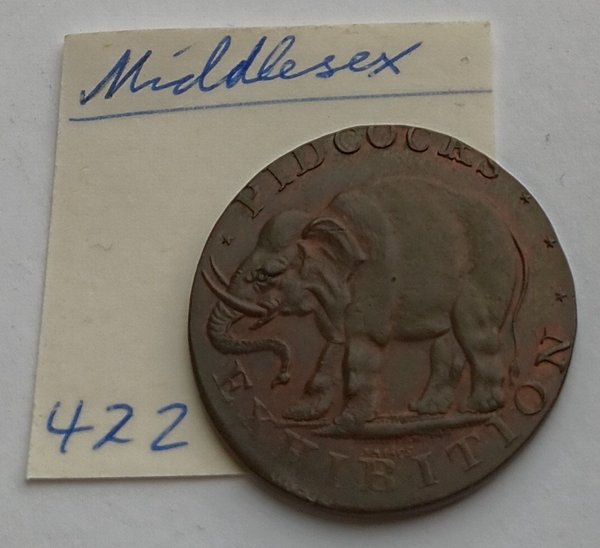 Middlesex
422
PIDCOCKS
EXHIBITION